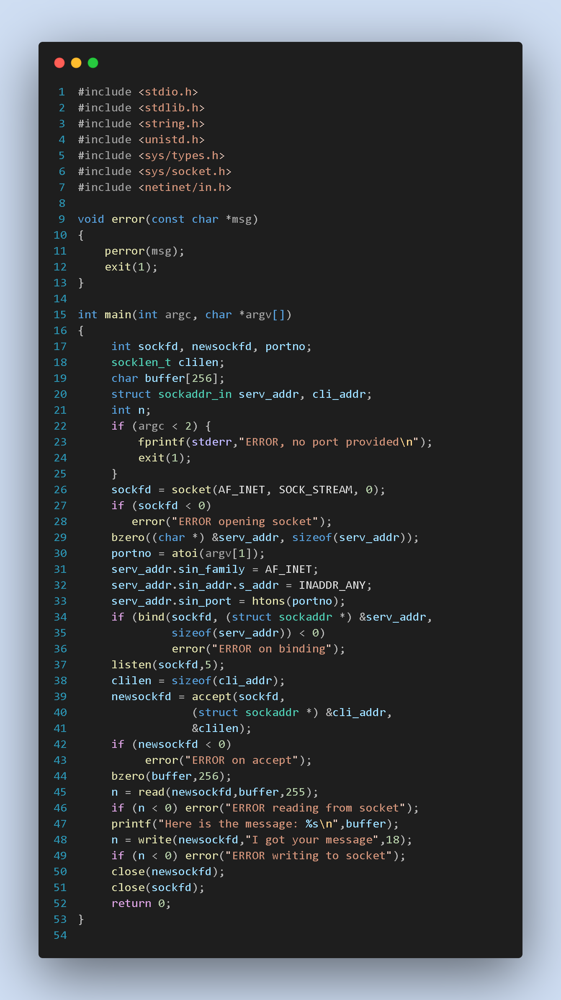 1 #include <stdio.h>
2 #include <stdlib.h>
3 #include <string.h>
4 #include <unistd.h>
5 #include <sys/types.h>
6 #include <sys/socket.h>
7 #include <netinet/in.h>
8
9 void error(const char *msg)
10 {
11     perror(msg);
12     exit(1);
13 }
14
15 int main(int argc, char *argv[])
16 {
17      int sockfd, newsockfd, portno;
18      socklen_t clilen;
19      char buffer[256];
20      struct sockaddr_in serv_addr, cli_addr;
21      int n;
22      if (argc < 2) {
23          fprintf(stderr,"ERROR, no port provided\n");
24          exit(1);
25      }
26      sockfd = socket(AF_INET, SOCK_STREAM, 0);
27      if (sockfd < 0)
28         error("ERROR opening socket");
29      bzero((char *) &serv_addr, sizeof(serv_addr));
30      portno = atoi(argv[1]);
31      serv_addr.sin_family = AF_INET;
32      serv_addr.sin_addr.s_addr = INADDR_ANY;
33      serv_addr.sin_port = htons(portno);
34      if (bind(sockfd, (struct sockaddr *) &serv_addr,
35               sizeof(serv_addr)) < 0)
36               error("ERROR on binding");
37      listen(sockfd,5);
38      clilen = sizeof(cli_addr);
39      newsockfd = accept(sockfd,
40                  (struct sockaddr *) &cli_addr,
41                  &clilen);
42      if (newsockfd < 0)
43           error("ERROR on accept");
44      bzero(buffer,256);
45      n = read(newsockfd,buffer,255);
46      if (n < 0) error("ERROR reading from socket");
47      printf("Here is the message: %s\n",buffer);
48      n = write(newsockfd,"I got your message",18);
49      if (n < 0) error("ERROR writing to socket");
50      close(newsockfd);
51      close(sockfd);
52      return 0;
53 }
54